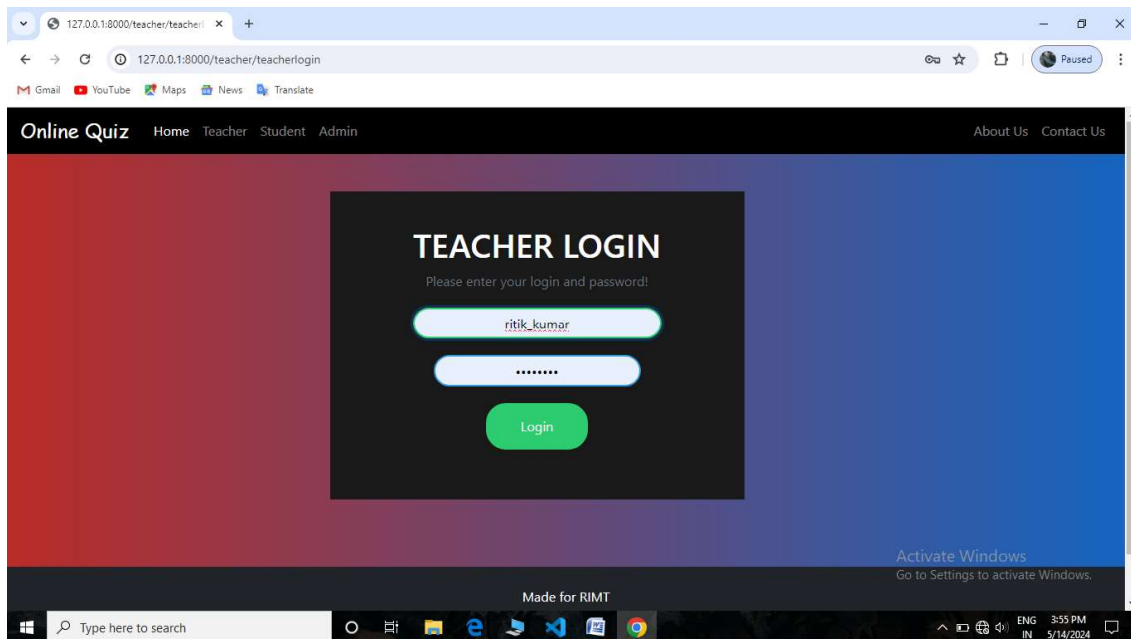 127.0.0.1:8000/teacher/teacherl
127.0.0.1:8000/teacher/teacherlogin
Paused
Gmail YouTube Maps News Translate
Online Quiz Home Teacher Student Admin About Us Contact Us
TEACHER LOGIN
Please enter your login and password!
ritik_kumar
••••••••
Login
Activate Windows
Go to Settings to activate Windows.
Made for RIMT
Type here to search
ENG 3:55 PM
IN 5/14/2024